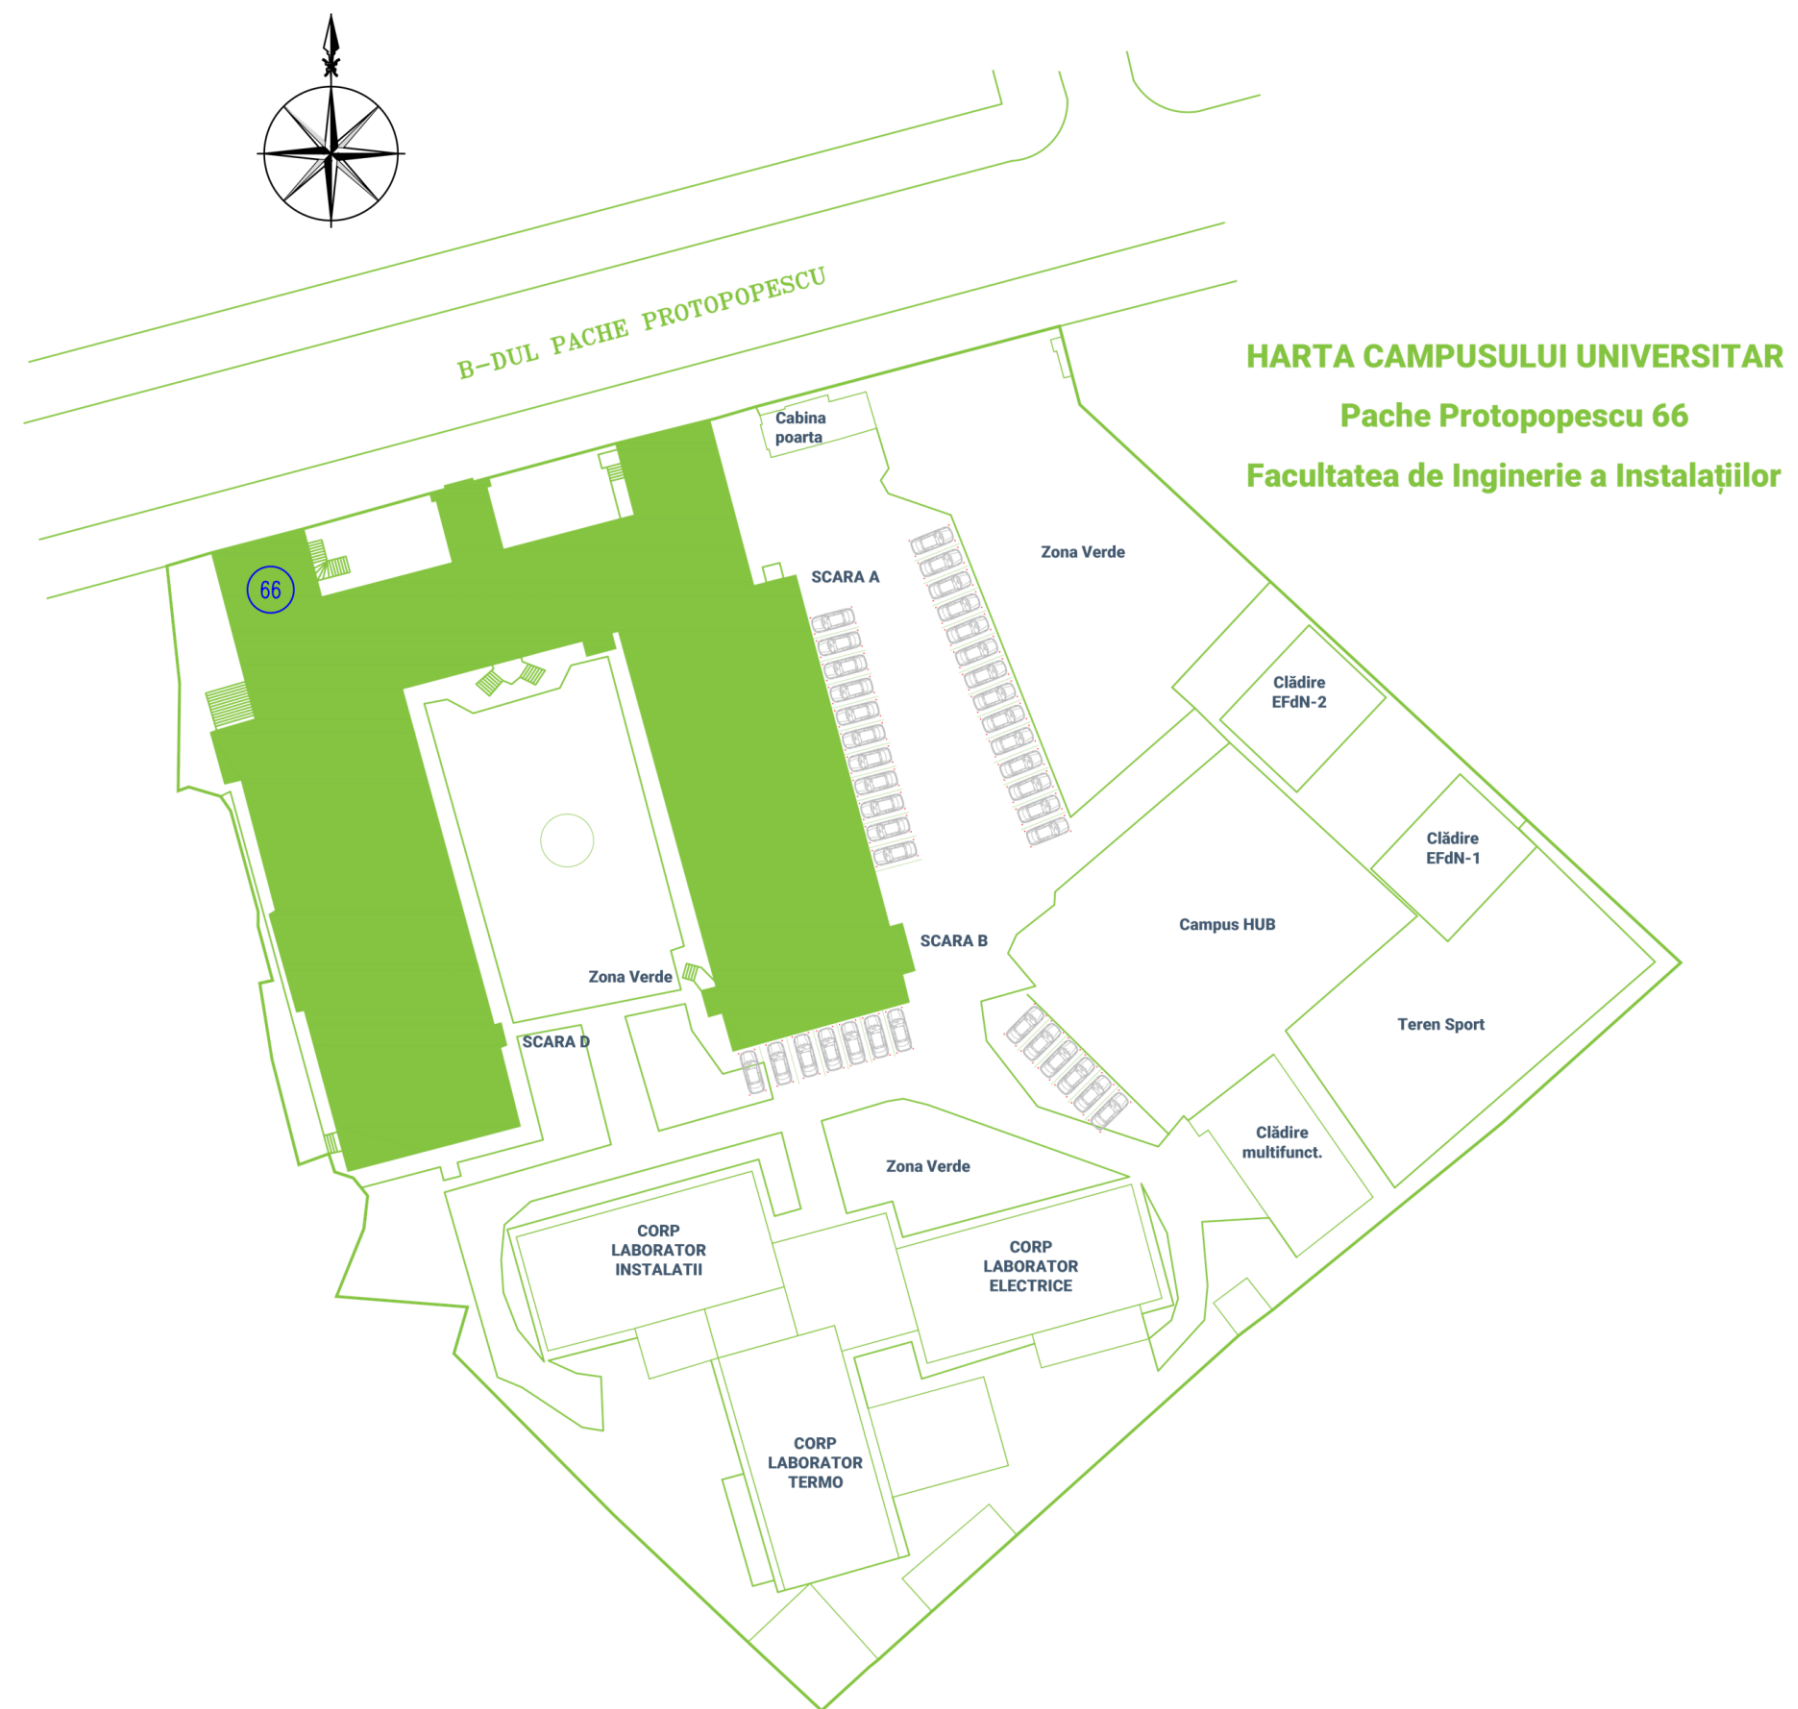 B-DUL PACHE PROTOPOPESCU
HARTA CAMPUSULUI UNIVERSITAR
Pache Protopopescu 66
Facultatea de Inginerie a Instalațiilor
Cabina
poarta
Zona Verde
SCARA A
66
Clădire
EFdN-2
Clădire
EFdN-1
Campus HUB
SCARA B
Zona Verde
Teren Sport
SCARA D
Clădire
multifunct.
Zona Verde
CORP
LABORATOR
INSTALATII
CORP
LABORATOR
ELECTRICE
CORP
LABORATOR
TERMO